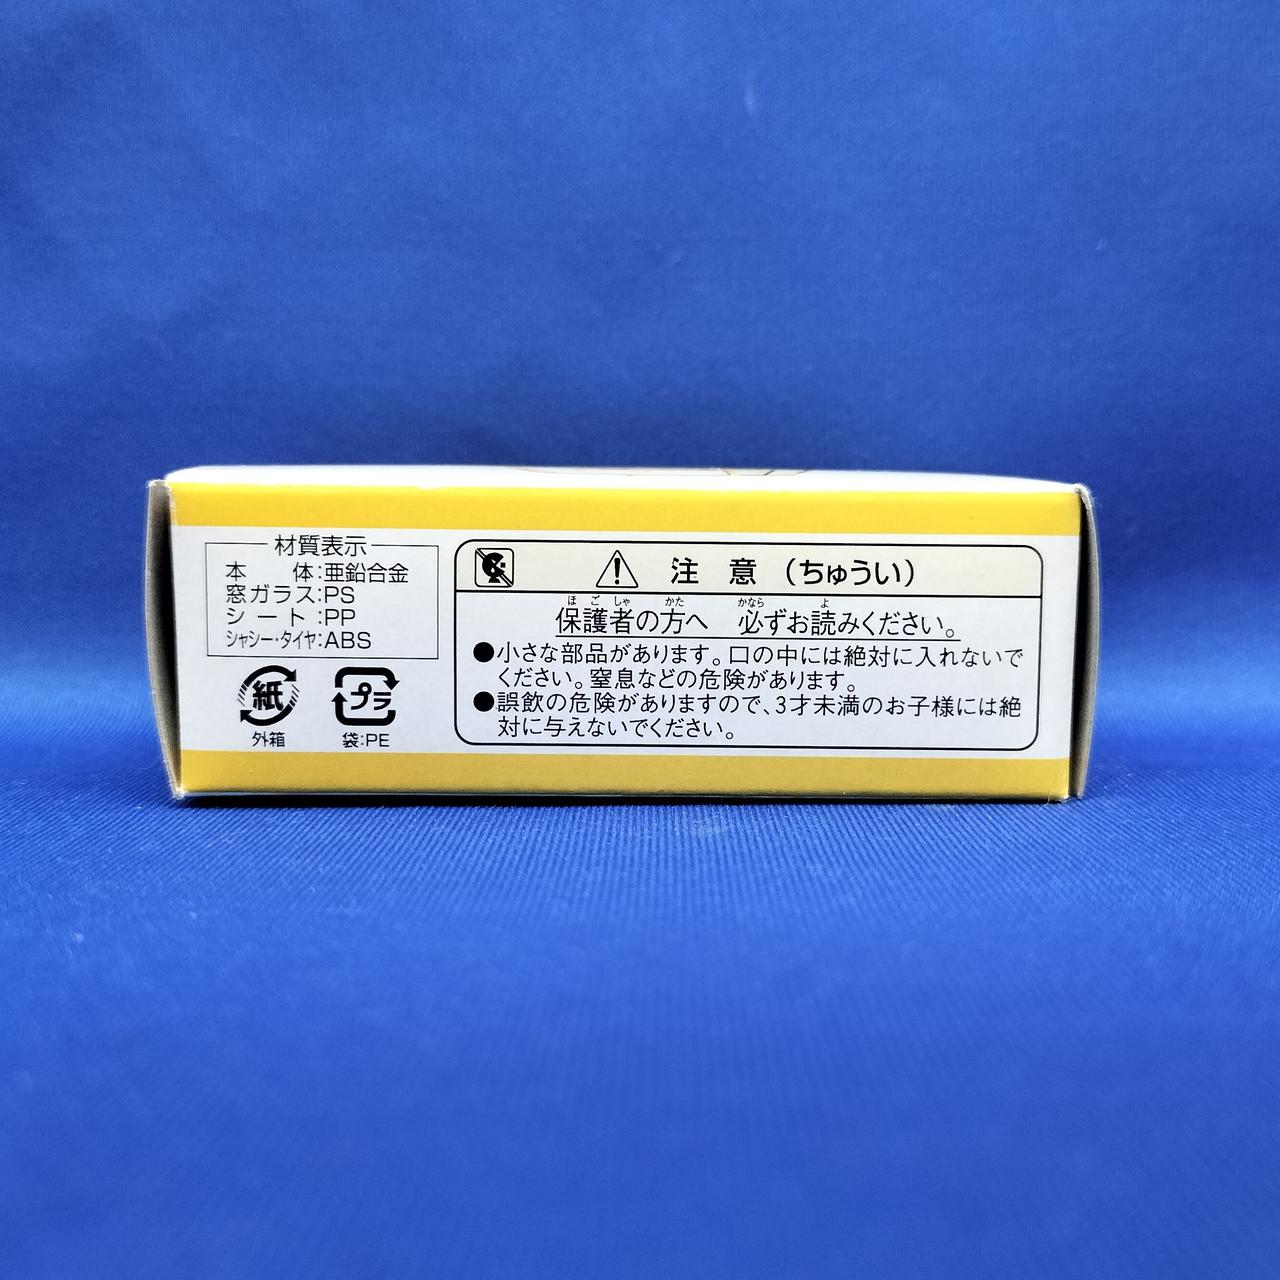 材質表示
本　　体:亜鉛合金
窓ガラス:PS
シ ー ト :PP
シャシー・タイヤ:ABS
紙
外箱
プラ
袋:PE
注 意 （ちゅうい）
ほ ご しゃ かた かなら よ
保護者の方へ　必ずお読みください。
●小さな部品があります。口の中には絶対に入れないで
ください。窒息などの危険があります。
●誤飲の危険がありますので、3才未満のお子様には絶
対に与えないでください。